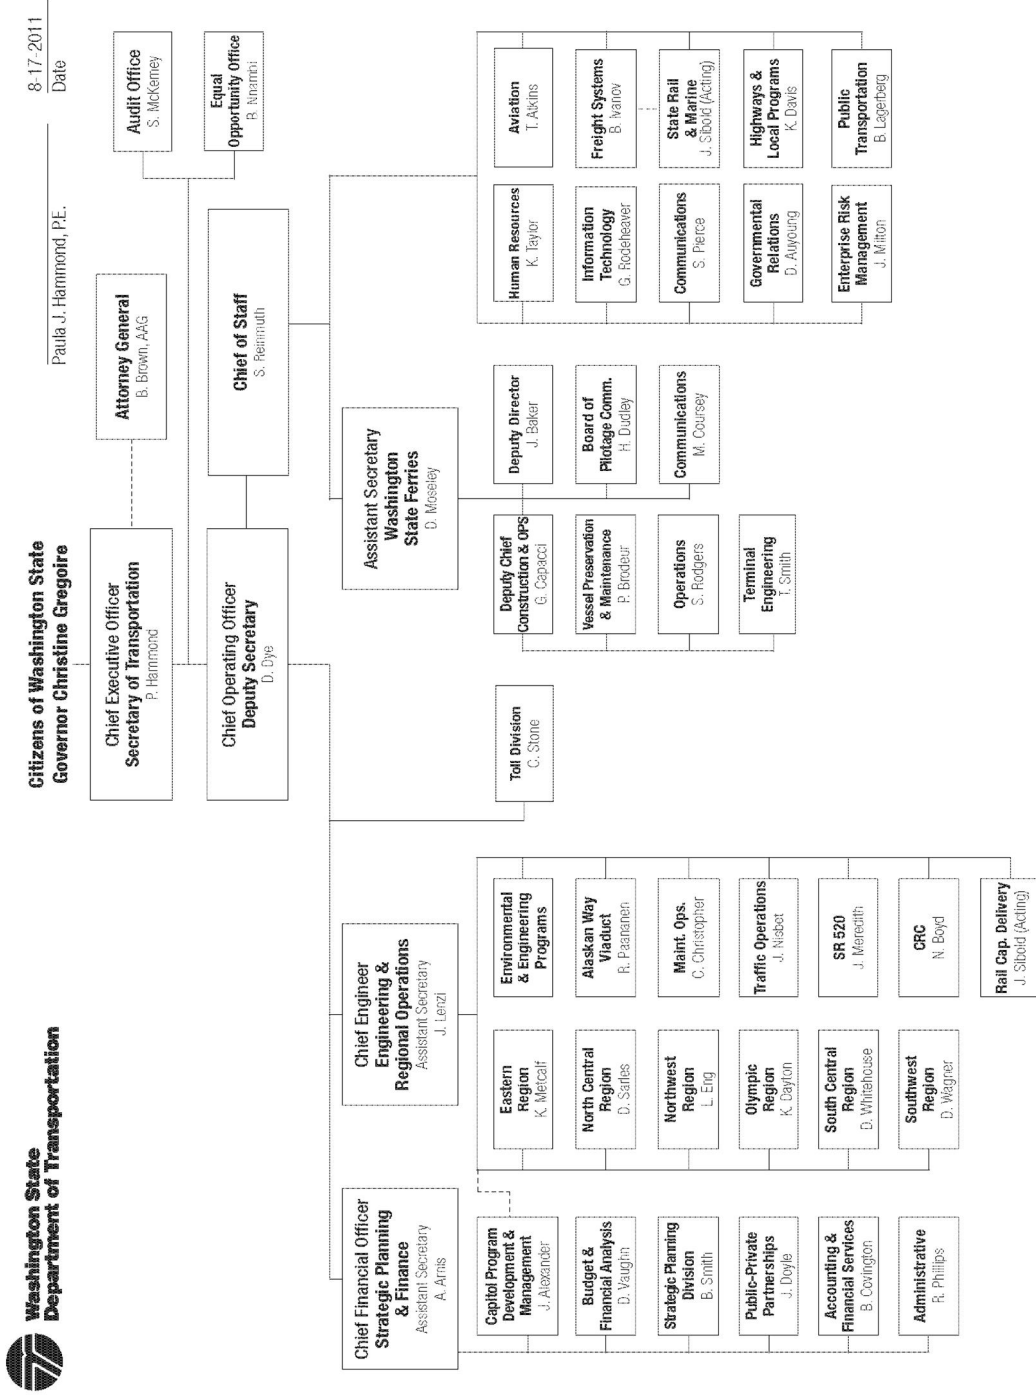 Washington State
Department of Transportation
Citizens of Washington State
Governor Christine Gregoire
Paula J. Hammond, P.E.
8-17-2011
Date
Chief Executive Officer
Secretary of Transportation
P. Hammond
Attorney General
B. Brown, AAG
Audit Office
S. McKerney
Equal
Opportunity Office
B. Nnambi
Chief Operating Officer
Deputy Secretary
D. Dye
Chief of Staff
S. Reinmuth
Chief Financial Officer
Strategic Planning
& Finance
Assistant Secretary
A. Arnis
Chief Engineer
Engineering &
Regional Operations
Assistant Secretary
J. Lenzi
Assistant Secretary
Washington
State Ferries
D. Moseley
Capitol Program
Development &
Management
J. Alexander
Budget &
Financial Analysis
D. Vaughn
Strategic Planning
Division
B. Smith
Public-Private
Partnerships
J. Doyle
Accounting &
Financial Services
B. Covington
Administrative
R. Phillips
Eastern
Region
K. Metcalf
North Central
Region
D. Sarles
Northwest
Region
L. Eng
Olympic
Region
K. Dayton
South Central
Region
D. Whitehouse
Southwest
Region
D. Wagner
Environmental
& Engineering
Programs
Alaskan Way
Viaduct
R. Paananen
Maint. Ops.
C. Christopher
Traffic Operations
J. Nisbet
SR 520
J. Meredith
CRC
N. Boyd
Rail Cap. Delivery
J. Sibold (Acting)
Toll Division
C. Stone
Deputy Chief
Construction & OPS
G. Capacci
Vessel Preservation
& Maintenance
P. Brodeur
Operations
S. Rodgers
Terminal
Engineering
T. Smith
Deputy Director
J. Baker
Board of
Pilotage Comm.
H. Dudley
Communications
M. Coursey
Human Resources
K. Taylor
Information
Technology
G. Rodeheaver
Communications
S. Pierce
Governmental
Relations
D. Auyoung
Enterprise Risk
Management
J. Milton
Aviation
T. Atkins
Freight Systems
B. Ivanov
State Rail
& Marine
J. Sibold (Acting)
Highways &
Local Programs
K. Davis
Public
Transportation
B. Lagerberg